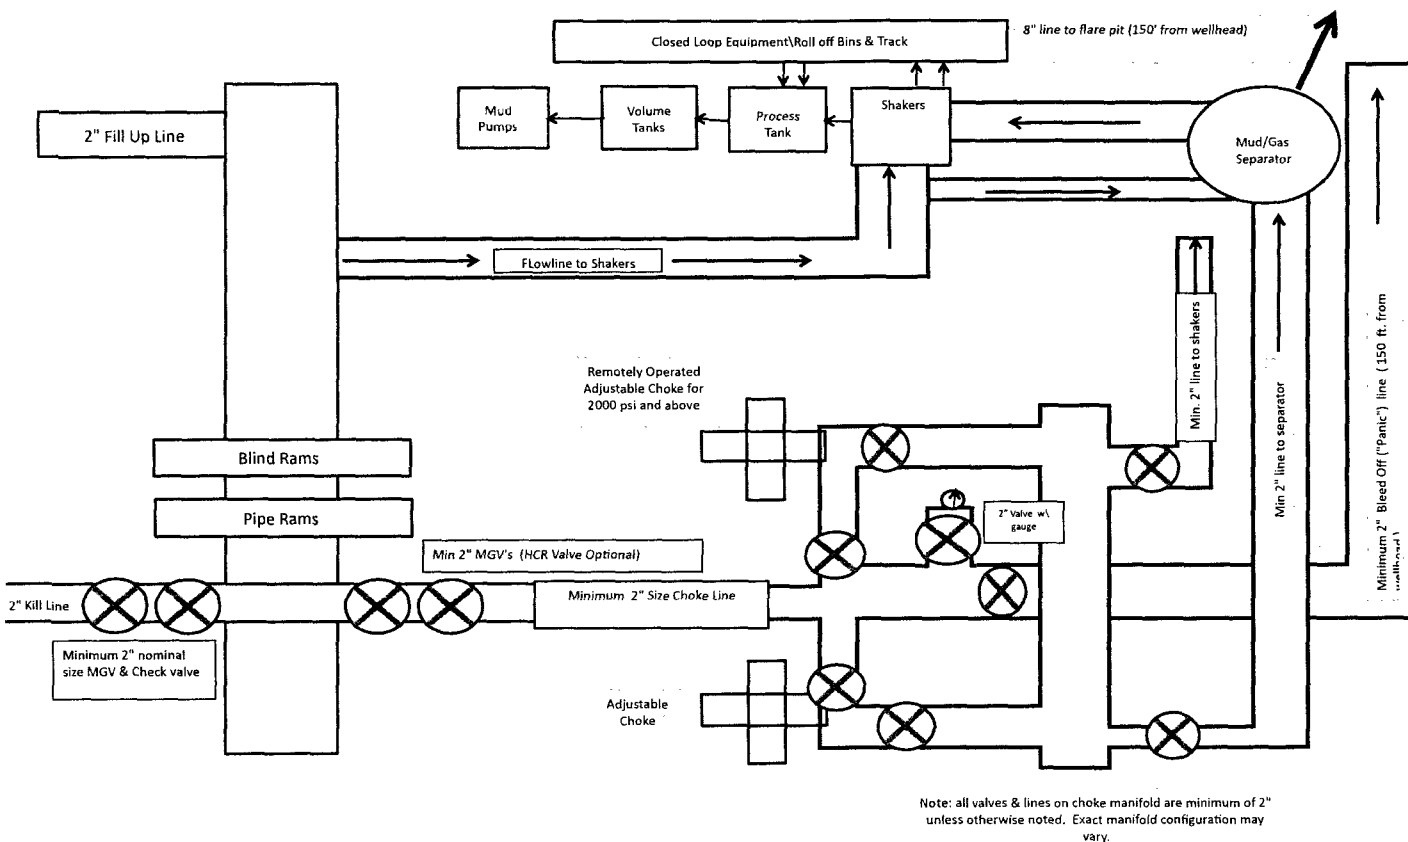 Closed Loop Equipment\Roll off Bins & Track
8" line to flare pit (150' from wellhead)
2" Fill Up Line
Mud
Pumps
Volume
Tanks
Process
Tank
Shakers
Mud/Gas
Separator
FLowline to Shakers
Remotely Operated
Adjustable Choke for
2000 psi and above
Min. 2" line to shakers
Min 2" line to separator
Minimum 2" Bleed Off ("Panic") line (150 ft. from
wellhead)
Blind Rams
Pipe Rams
2" Valve w\
gauge
Min 2" MGV's (HCR Valve Optional)
2" Kill Line
Minimum 2" Size Choke Line
Minimum 2" nominal
size MGV & Check valve
Adjustable
Choke
Note: all valves & lines on choke manifold are minimum of 2"
unless otherwise noted. Exact manifold configuration may
vary.